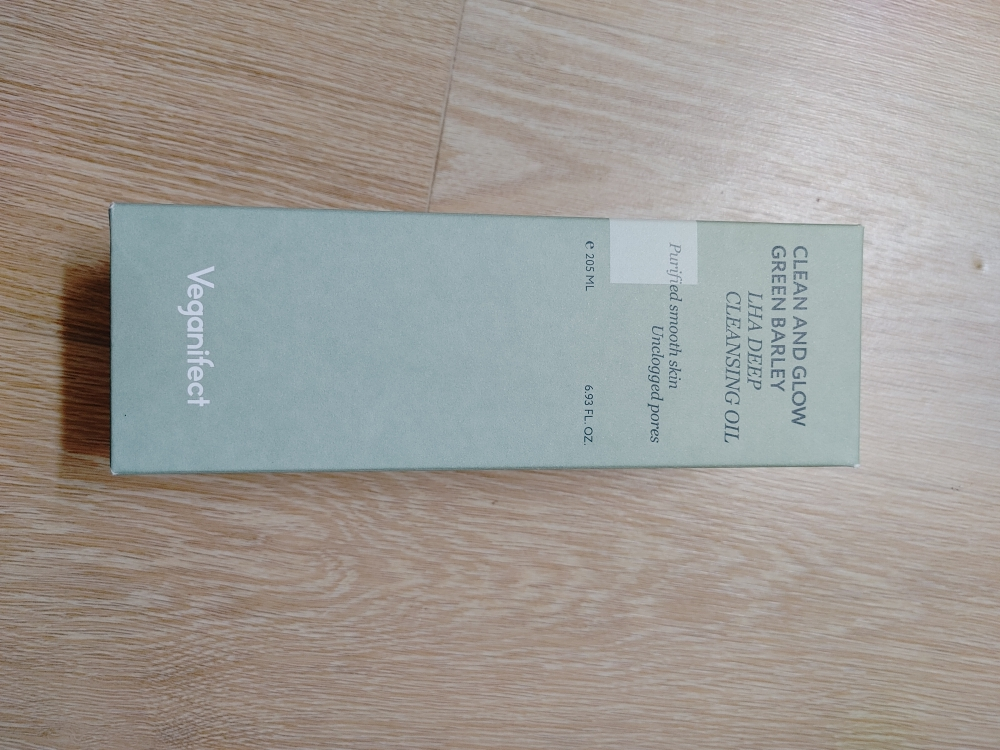 CLEAN AND GLOW
GREEN BARLEY
LHA DEEP
CLEANSING OIL
Purified smooth skin
Unclogged pores
e 205 ML 6.93 FL. OZ.
Veganifect